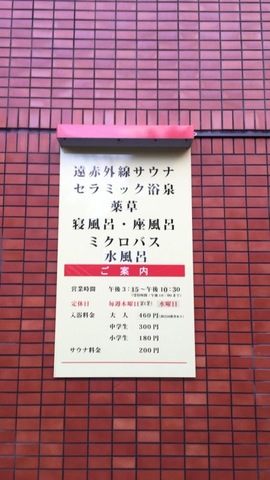 遠赤外線サウナ
セラミック浴泉
薬草
寝風呂・座風呂
ミクロバス
水風呂
ご案内
営業時間 午後3:15～午後10:30
定休日 毎週木曜日 水曜日
入浴料金 大人 460円
中学生 300円
小学生 180円
サウナ料金 200円